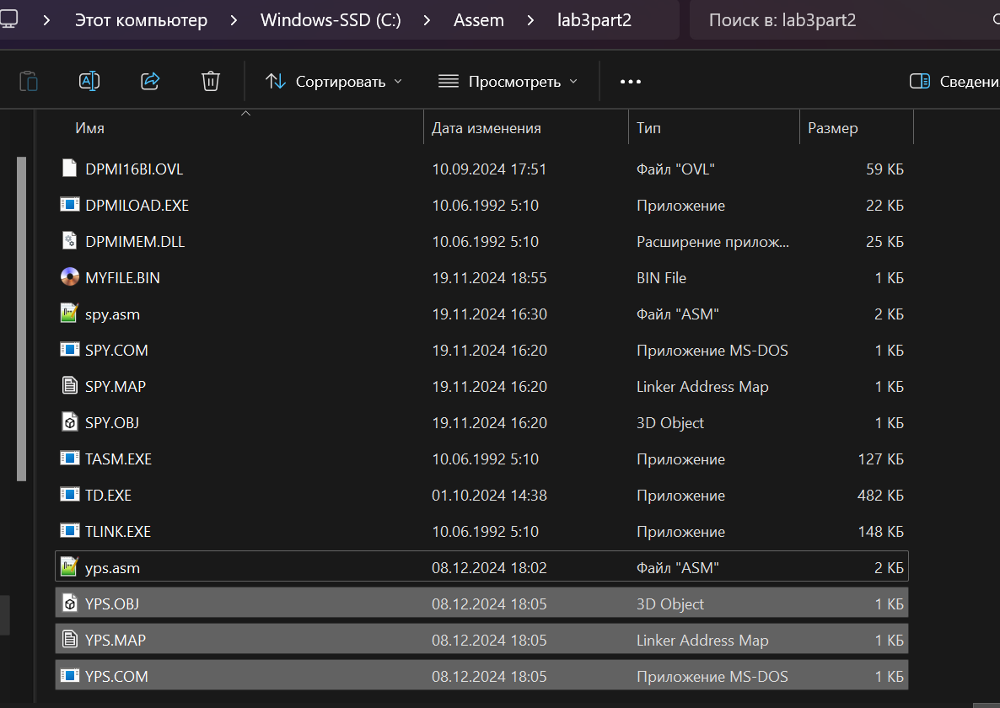 Этот компьютер > Windows-SSD (C:) > Assem > lab3part2 Поиск в: lab3part2
Сортировать Просмотреть Сведени
Имя Дата изменения Тип Размер
DPMI16BI.OVL 10.09.2024 17:51 Файл "OVL" 59 КБ
DPMILOAD.EXE 10.06.1992 5:10 Приложение 22 КБ
DPMIMEM.DLL 10.06.1992 5:10 Расширение прилож... 25 КБ
MYFILE.BIN 19.11.2024 18:55 BIN File 1 КБ
spy.asm 19.11.2024 16:30 Файл "ASM" 2 КБ
SPY.COM 19.11.2024 16:20 Приложение MS-DOS 1 КБ
SPY.MAP 19.11.2024 16:20 Linker Address Map 1 КБ
SPY.OBJ 19.11.2024 16:20 3D Object 1 КБ
TASM.EXE 10.06.1992 5:10 Приложение 127 КБ
TD.EXE 01.10.2024 14:38 Приложение 482 КБ
TLINK.EXE 10.06.1992 5:10 Приложение 148 КБ
yps.asm 08.12.2024 18:02 Файл "ASM" 2 КБ
YPS.OBJ 08.12.2024 18:05 3D Object 1 КБ
YPS.MAP 08.12.2024 18:05 Linker Address Map 1 КБ
YPS.COM 08.12.2024 18:05 Приложение MS-DOS 1 КБ